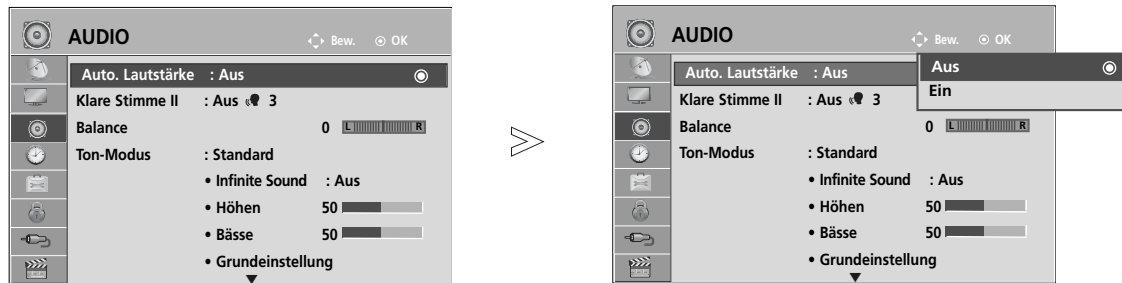 AUDIO
Bew. OK
Auto. Lautstärke : Aus
Klare Stimme II : Aus 3
Balance 0 L R
Ton-Modus : Standard
• Infinite Sound : Aus
• Höhen 50
• Bässe 50
• Grundeinstellung
AUDIO
Bew. OK
Auto. Lautstärke : Aus
Aus
Ein
Klare Stimme II : Aus 3
Balance 0 L R
Ton-Modus : Standard
• Infinite Sound : Aus
• Höhen 50
• Bässe 50
• Grundeinstellung